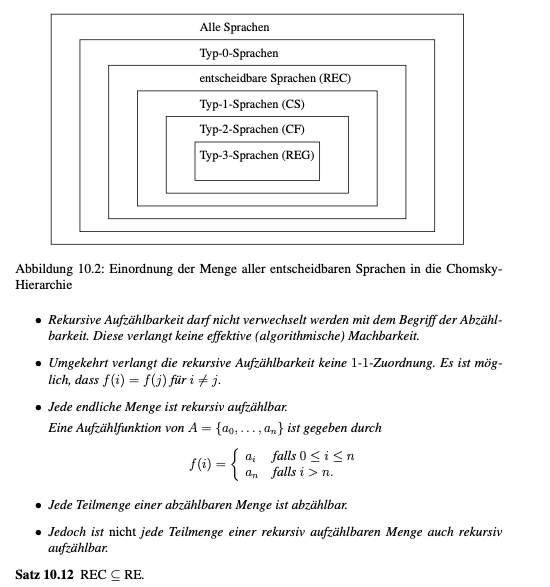 Alle Sprachen
Typ-0-Sprachen
entscheidbare Sprachen (REC)
Typ-1-Sprachen (CS)
Typ-2-Sprachen (CF)
Typ-3-Sprachen (REG)
Abbildung 10.2: Einordnung der Menge aller entscheidbaren Sprachen in die Chomsky-
Hierarchie
• Rekursive Aufzählbarkeit darf nicht verwechselt werden mit dem Begriff der Abzähl-
barkeit. Diese verlangt keine effektive (algorithmische) Machbarkeit.
• Umgekehrt verlangt die rekursive Aufzählbarkeit keine 1-1-Zuordnung. Es ist mög-
lich, dass f(i) = f(j) für i ≠ j.
• Jede endliche Menge ist rekursiv aufzählbar.
Eine Aufzählfunktion von A = {a₀, . . . , aₙ} ist gegeben durch
f(i) = { aᵢ falls 0 ≤ i ≤ n
aₙ falls i > n.
• Jede Teilmenge einer abzählbaren Menge ist abzählbar.
• Jedoch ist nicht jede Teilmenge einer rekursiv aufzählbaren Menge auch rekursiv
aufzählbar.
Satz 10.12 REC ⊆ RE.